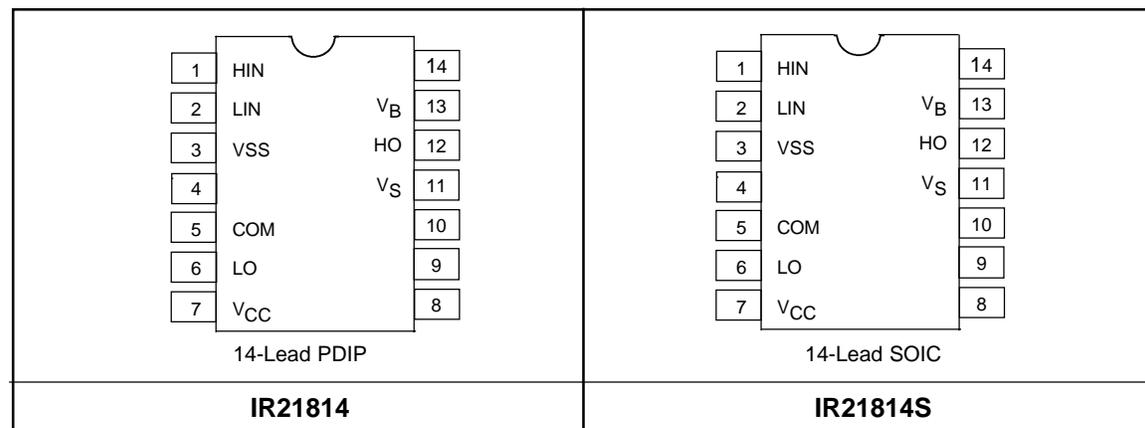 1 HIN 14
2 LIN VB 13
3 VSS HO 12
4 VS 11
5 COM 10
6 LO 9
7 VCC 8
14-Lead PDIP
IR21814
1 HIN 14
2 LIN VB 13
3 VSS HO 12
4 VS 11
5 COM 10
6 LO 9
7 VCC 8
14-Lead SOIC
IR21814S